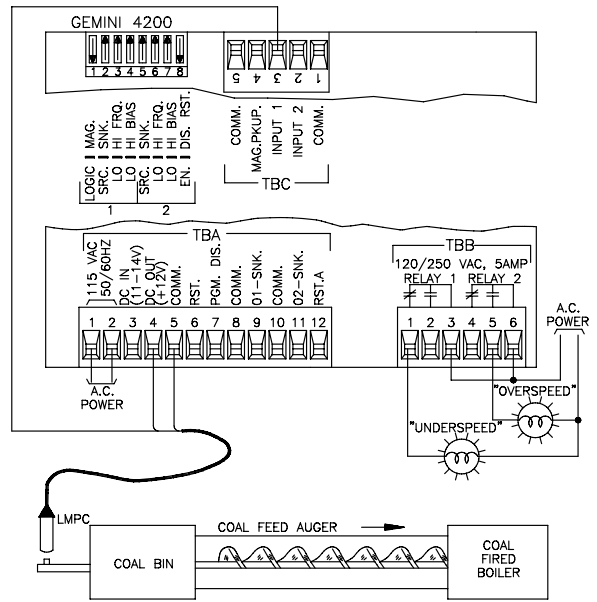 GEMINI 4200
1 2 3 4 5 6 7 8
5 4 3 2 1
LOGIC | MAG.
SRC. | SNK.
LO | HI FRQ.
LO | HI BIAS
SRC. | SNK.
LO | HI FRQ.
LO | HI BIAS
EN. | DIS. RST.
1 2
COMM.
MAG.PKUP.
INPUT 1
INPUT 2
COMM.
TBC
TBA
115 VAC
50/60HZ
DC IN
(11-14V)
DC OUT
(+12V)
COMM.
RST.
PGM. DIS.
COMM.
O1-SNK.
COMM.
O2-SNK.
RST.A
1 2 3 4 5 6 7 8 9 10 11 12
A.C.
POWER
TBB
120/250 VAC, 5AMP
RELAY 1 RELAY 2
1 2 3 4 5 6
A.C.
POWER
"OVERSPEED"
"UNDERSPEED"
LMPC
COAL FEED AUGER
COAL BIN
COAL
FIRED
BOILER